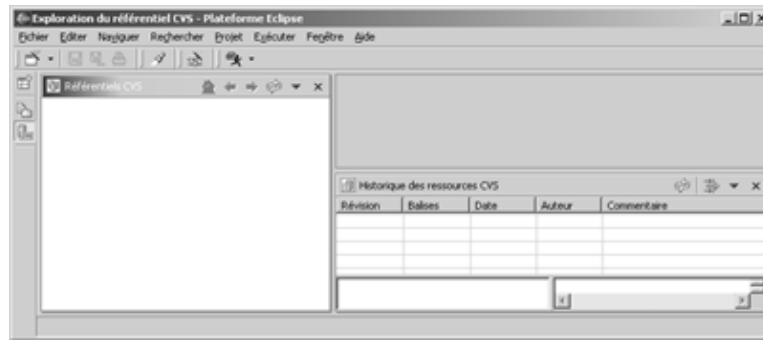 Exploration du référentiel CVS - Plateforme Eclipse
Fichier Editer Naviguer Rechercher Projet Exécuter Fenêtre Aide
Référentiels CVS
Historique des ressources CVS
Révision Balises Date Auteur Commentaire